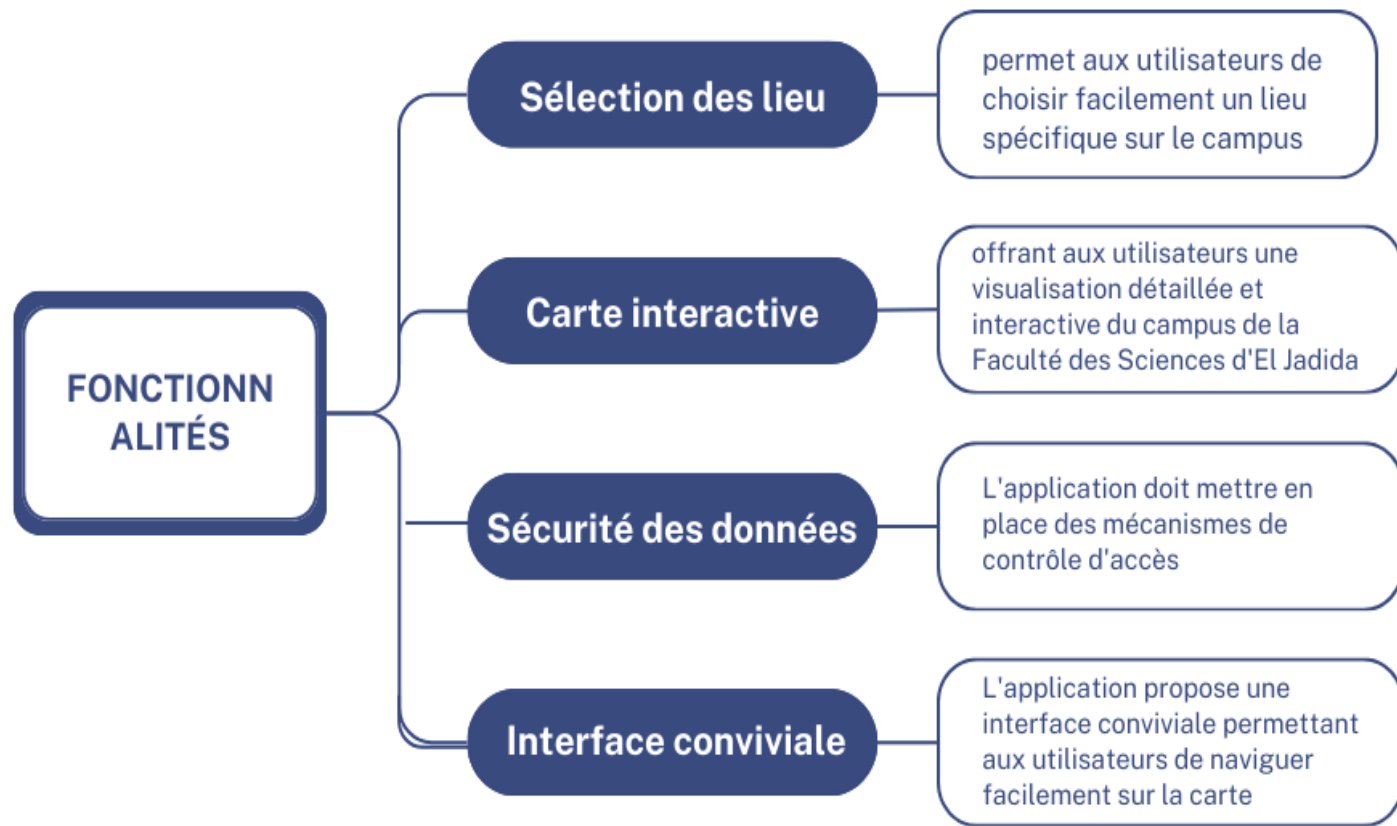 FONCTIONN
ALITÉS
Sélection des lieu
permet aux utilisateurs de
choisir facilement un lieu
spécifique sur le campus
Carte interactive
offrant aux utilisateurs une
visualisation détaillée et
interactive du campus de la
Faculté des Sciences d'El Jadida
Sécurité des données
L'application doit mettre en
place des mécanismes de
contrôle d'accès
Interface conviviale
L'application propose une
interface conviviale permettant
aux utilisateurs de naviguer
facilement sur la carte